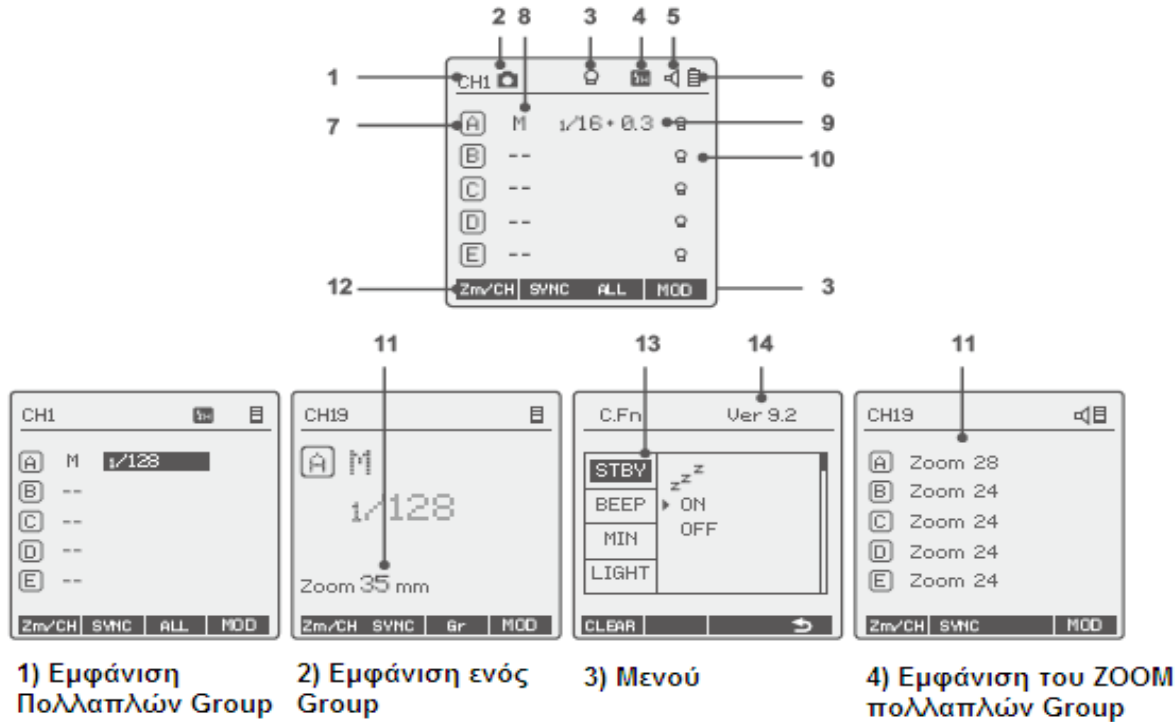 2 8 3 4 5
1 CH1 6
7 A M 1/16+0.3 9
B -- 10
C --
D --
E --
12 Zm/CH SYNC ALL MOD 3
11 13 14 11
CH1
A M 1/128
B --
C --
D --
E --
Zm/CH SYNC ALL MOD
1) Εμφάνιση
Πολλαπλών Group
CH19
A M
1/128
Zoom 35 mm
Zm/CH SYNC Gr MOD
2) Εμφάνιση ενός
Group
C.Fn Ver 9.2
STBY zzz
BEEP ON
MIN OFF
LIGHT
CLEAR
3) Μενού
CH19
A Zoom 28
B Zoom 24
C Zoom 24
D Zoom 24
E Zoom 24
Zm/CH SYNC MOD
4) Εμφάνιση του ZOOM
πολλαπλών Group